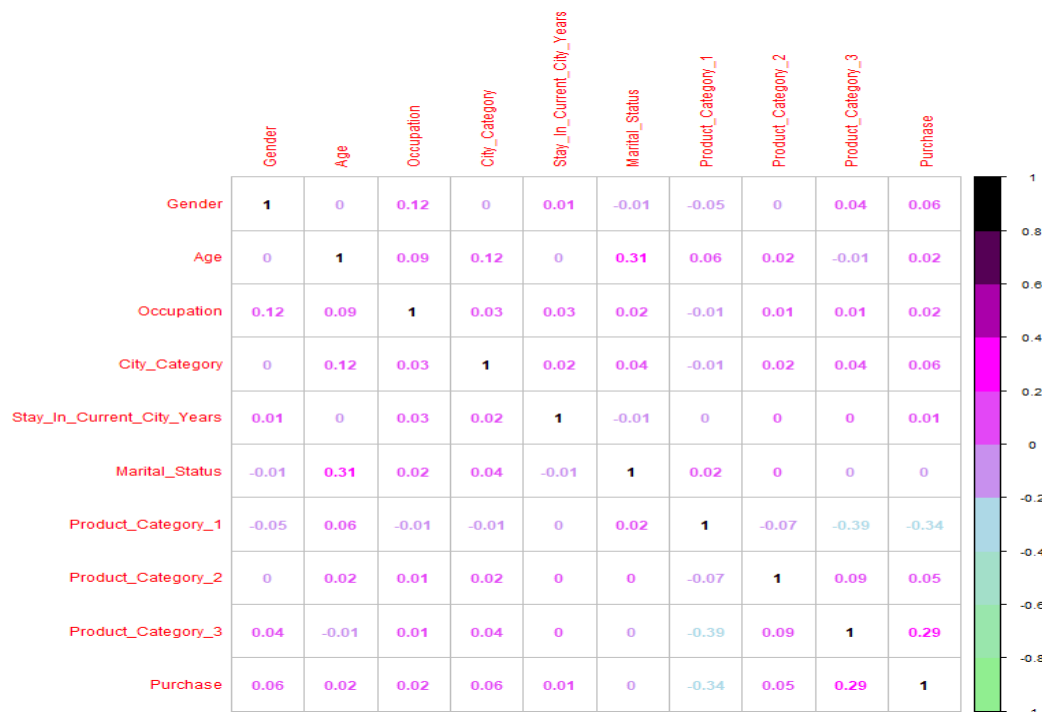 Gender Age Occupation City_Category Stay_In_Current_City_Years Marital_Status Product_Category_1 Product_Category_2 Product_Category_3 Purchase
Gender 1 0 0.12 0 0.01 -0.01 -0.05 0 0.04 0.06
Age 0 1 0.09 0.12 0 0.31 0.06 0.02 -0.01 0.02
Occupation 0.12 0.09 1 0.03 0.03 0.02 -0.01 0.01 0.01 0.02
City_Category 0 0.12 0.03 1 0.02 0.04 -0.01 0.02 0.04 0.06
Stay_In_Current_City_Years 0.01 0 0.03 0.02 1 -0.01 0 0 0 0.01
Marital_Status -0.01 0.31 0.02 0.04 -0.01 1 0.02 0 0 0
Product_Category_1 -0.05 0.06 -0.01 -0.01 0 0.02 1 -0.07 -0.39 -0.34
Product_Category_2 0 0.02 0.01 0.02 0 0 -0.07 1 0.09 0.05
Product_Category_3 0.04 -0.01 0.01 0.04 0 0 -0.39 0.09 1 0.29
Purchase 0.06 0.02 0.02 0.06 0.01 0 -0.34 0.05 0.29 1
1
0.8
0.6
0.4
0.2
0
-0.2
-0.4
-0.6
-0.8
-1